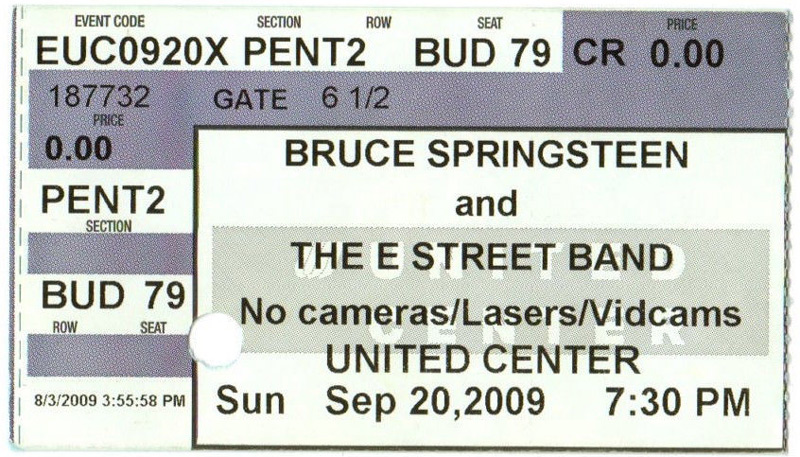 EVENT CODE SECTION ROW SEAT PRICE
EUC0920X PENT2 BUD 79 CR 0.00
187732 GATE 6 1/2
PRICE
0.00
PENT2
SECTION
BUD 79
ROW SEAT
8/3/2009 3:55:58 PM
BRUCE SPRINGSTEEN
and
THE E STREET BAND
No cameras/Lasers/Vidcams
UNITED CENTER
Sun Sep 20,2009 7:30 PM
UNITED
CENTER